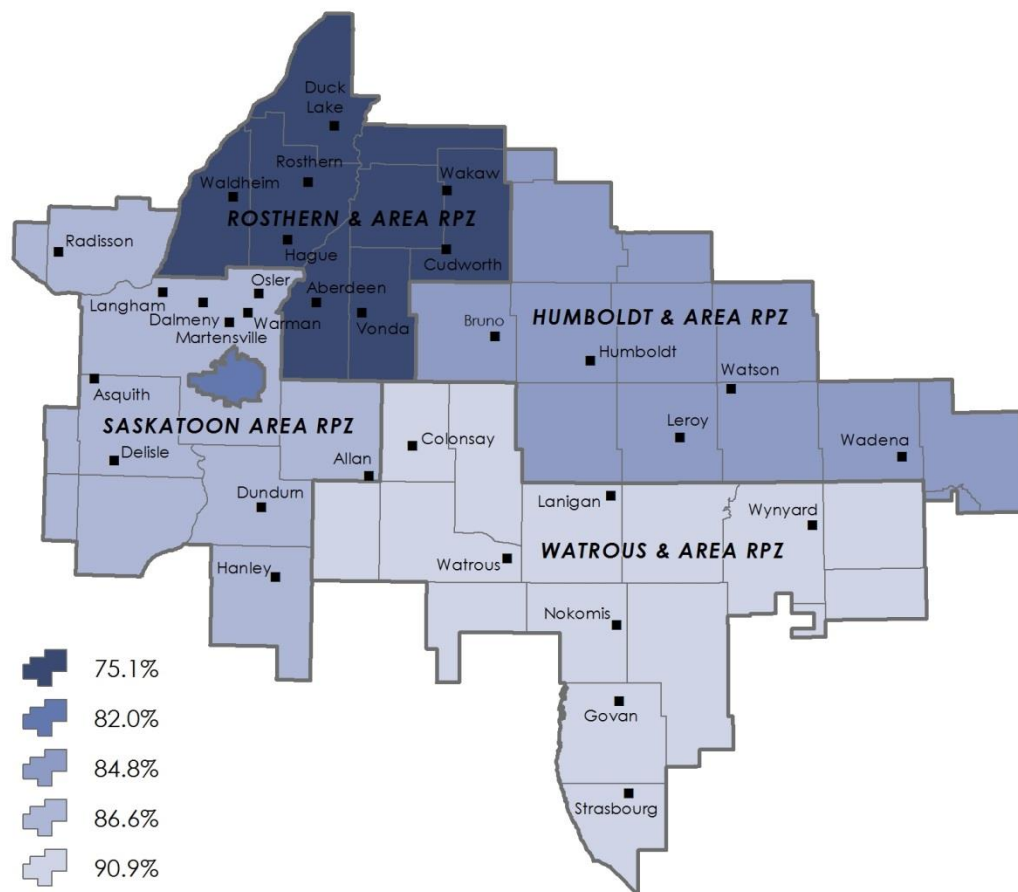 Duck
Lake
Rosthern
Waldheim
Wakaw
ROSTHERN & AREA RPZ
Radisson
Hague
Cudworth
Osler
Langham
Aberdeen
Dalmeny
Warman
Vonda
Martensville
Bruno
HUMBOLDT & AREA RPZ
Humboldt
Watson
Asquith
SASKATOON AREA RPZ
Colonsay
Leroy
Wadena
Delisle
Allan
Dundurn
Lanigan
Wynyard
WATROUS & AREA RPZ
Watrous
Hanley
Nokomis
Govan
Strasbourg
75.1%
82.0%
84.8%
86.6%
90.9%